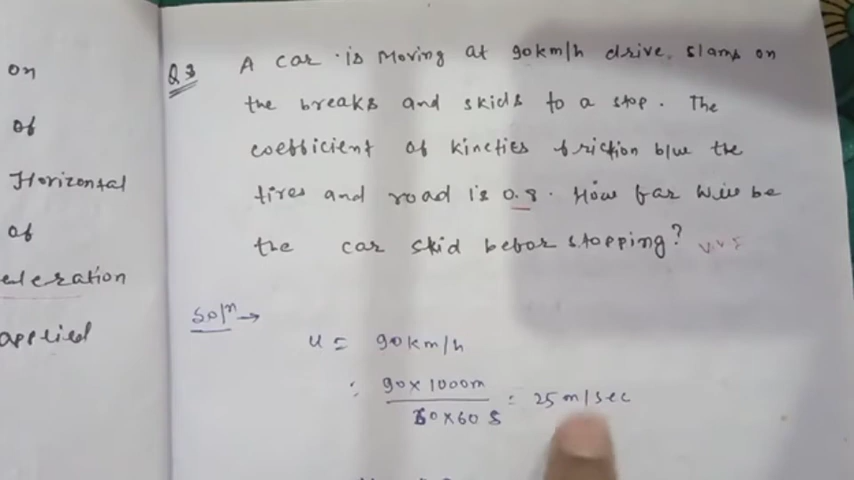 on
of
Horizontal
of
eleration
applied
Q3 A car is Moving at 90km/h drive. slams on
the breaks and skids to a stop. The
coefficient of kinetics friction b/w the
tires and road is 0.8. How far will be
the car skid befor stopping? V.V.I
Soln →
u = 90km/h
: 90×1000m / 60×60 S = 25 m/sec